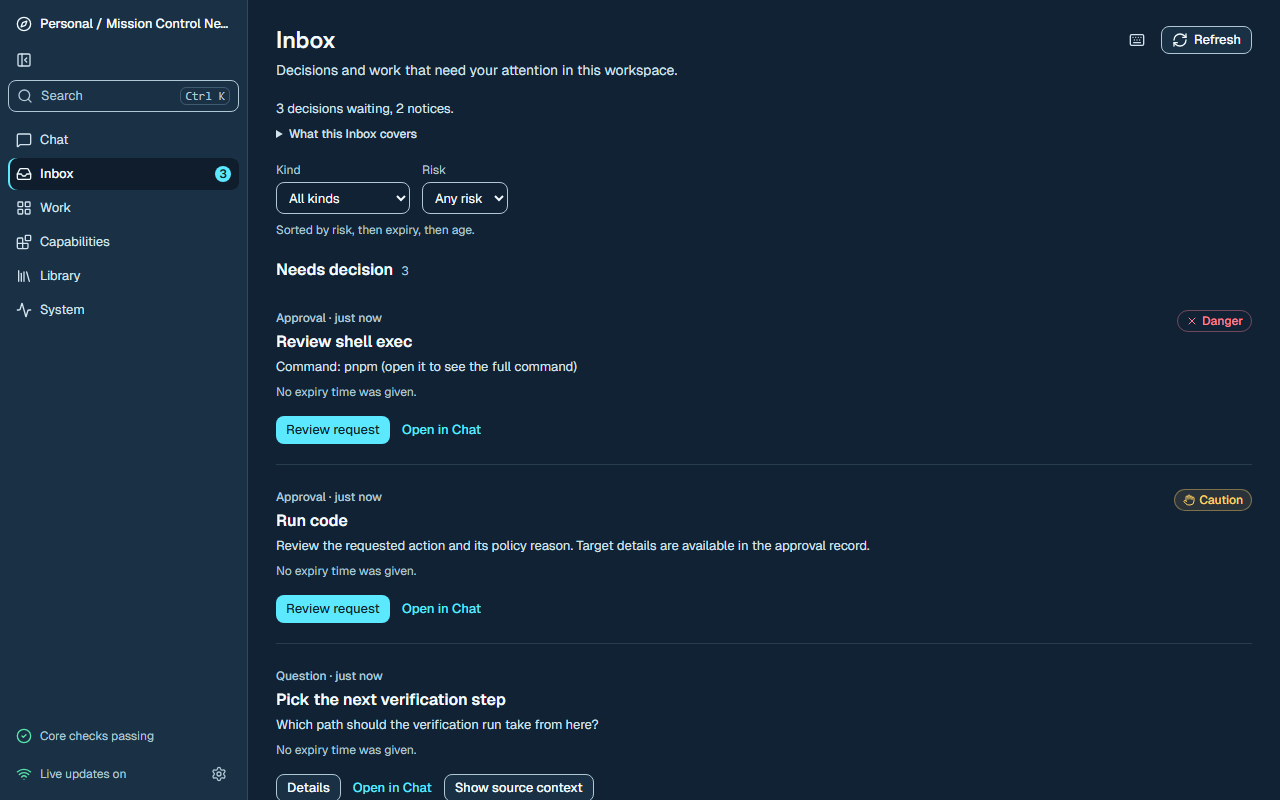 Personal / Mission Control Ne…
Search
Ctrl K
Chat
Inbox
3
Work
Capabilities
Library
System
Core checks passing
Live updates on
Inbox
Refresh
Decisions and work that need your attention in this workspace.
3 decisions waiting, 2 notices.
What this Inbox covers
Kind
Risk
All kinds
Any risk
Sorted by risk, then expiry, then age.
Needs decision 3
Approval · just now
Danger
Review shell exec
Command: pnpm (open it to see the full command)
No expiry time was given.
Review request
Open in Chat
Approval · just now
Caution
Run code
Review the requested action and its policy reason. Target details are available in the approval record.
No expiry time was given.
Review request
Open in Chat
Question · just now
Pick the next verification step
Which path should the verification run take from here?
No expiry time was given.
Details
Open in Chat
Show source context